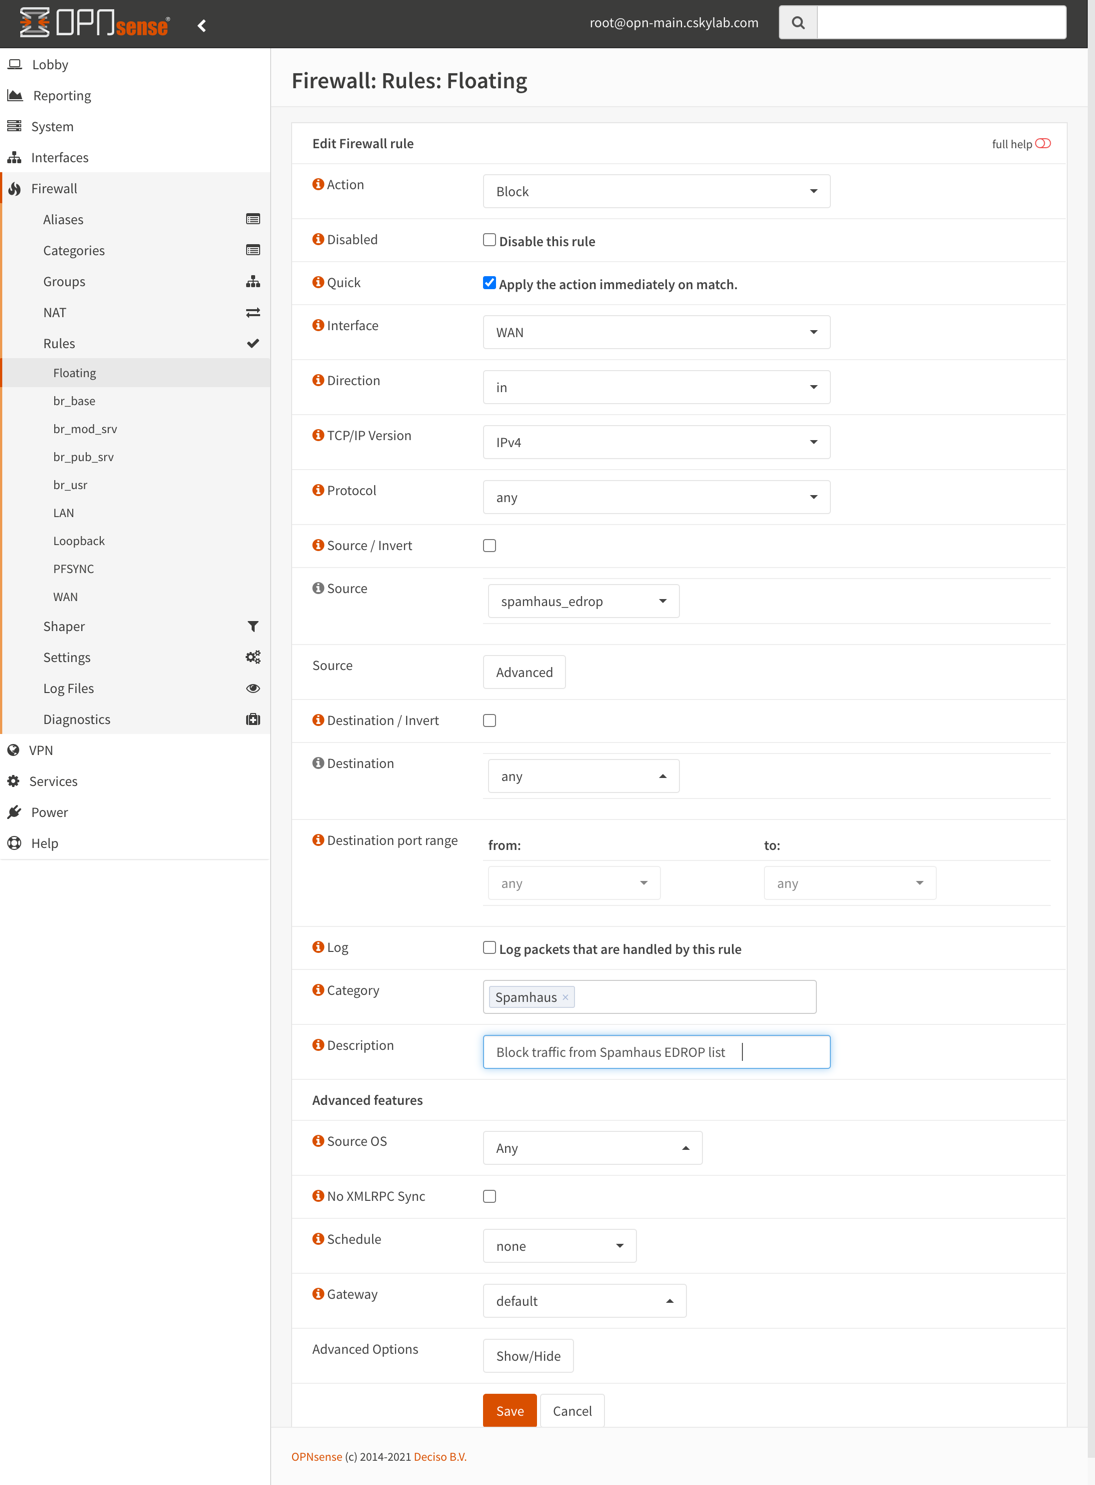 OPNsense®
root@opn-main.cskylab.com
Lobby
Reporting
System
Interfaces
Firewall
Aliases
Categories
Groups
NAT
Rules
Floating
br_base
br_mod_srv
br_pub_srv
br_usr
LAN
Loopback
PFSYNC
WAN
Shaper
Settings
Log Files
Diagnostics
VPN
Services
Power
Help
Firewall: Rules: Floating
Edit Firewall rule full help
Action Block
Disabled Disable this rule
Quick Apply the action immediately on match.
Interface WAN
Direction in
TCP/IP Version IPv4
Protocol any
Source / Invert
Source spamhaus_edrop
Source Advanced
Destination / Invert
Destination any
Destination port range from: to:
any any
Log Log packets that are handled by this rule
Category Spamhaus ×
Description Block traffic from Spamhaus EDROP list
Advanced features
Source OS Any
No XMLRPC Sync
Schedule none
Gateway default
Advanced Options Show/Hide
Save Cancel
OPNsense (c) 2014-2021 Deciso B.V.